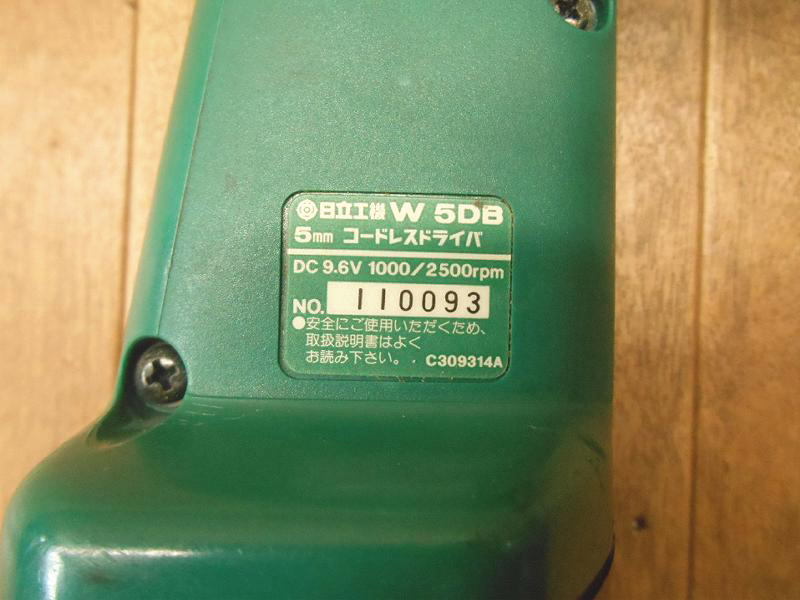 日立工機 W 5DB
5mm コードレスドライバ
DC 9.6V 1000/2500rpm
NO. 110093
●安全にご使用いただくため、
取扱説明書はよく
お読み下さい。 C309314A